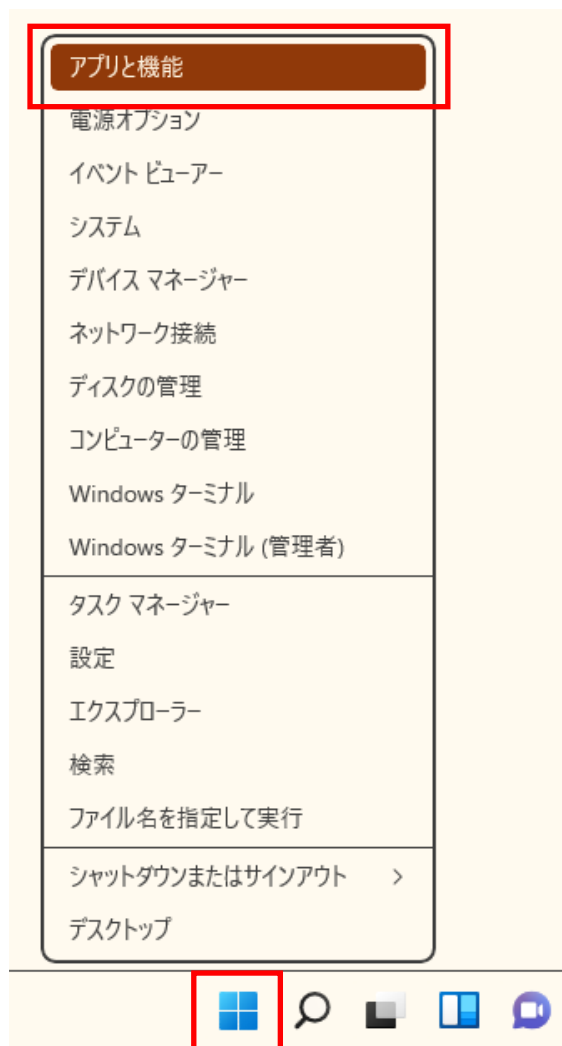 アプリと機能
電源オプション
イベント ビューアー
システム
デバイス マネージャー
ネットワーク接続
ディスクの管理
コンピューターの管理
Windows ターミナル
Windows ターミナル (管理者)
タスク マネージャー
設定
エクスプローラー
検索
ファイル名を指定して実行
シャットダウンまたはサインアウト
デスクトップ